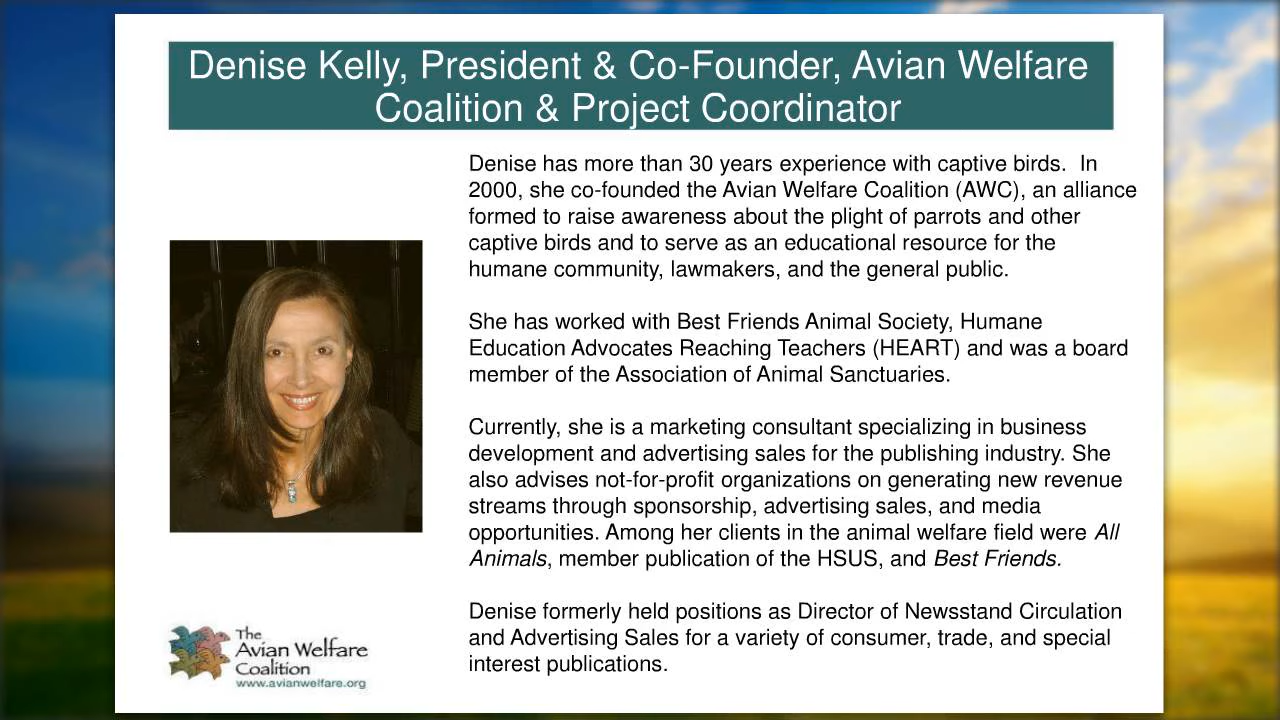 Denise Kelly, President & Co-Founder, Avian Welfare
Coalition & Project Coordinator
Denise has more than 30 years experience with captive birds.  In
2000, she co-founded the Avian Welfare Coalition (AWC), an alliance
formed to raise awareness about the plight of parrots and other
captive birds and to serve as an educational resource for the
humane community, lawmakers, and the general public.
She has worked with Best Friends Animal Society, Humane
Education Advocates Reaching Teachers (HEART) and was a board
member of the Association of Animal Sanctuaries.
Currently, she is a marketing consultant specializing in business
development and advertising sales for the publishing industry. She
also advises not-for-profit organizations on generating new revenue
streams through sponsorship, advertising sales, and media
opportunities. Among her clients in the animal welfare field were All
Animals, member publication of the HSUS, and Best Friends.
Denise formerly held positions as Director of Newsstand Circulation
and Advertising Sales for a variety of consumer, trade, and special
interest publications.
The
Avian Welfare
Coalition
www.avianwelfare.org